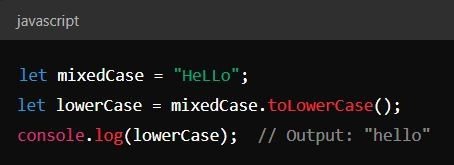 javascript
let mixedCase = "HeLLo";
let lowerCase = mixedCase.toLowerCase();
console.log(lowerCase);  // Output: "hello"